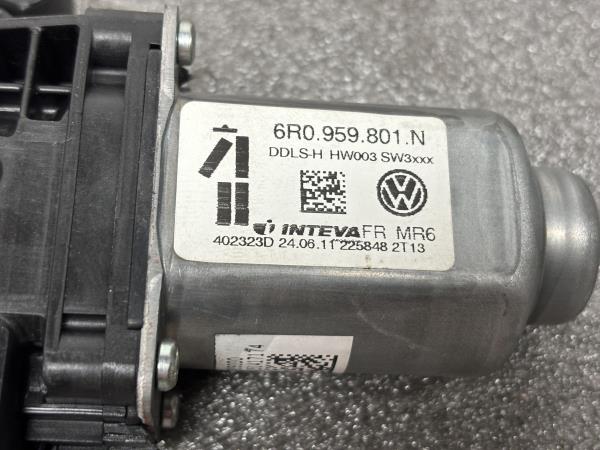 6R0.959.801.N
DDLS-H HW003 SW3xxx
INTEVA FR MR6
402323D 24.06.11 225848 2T13